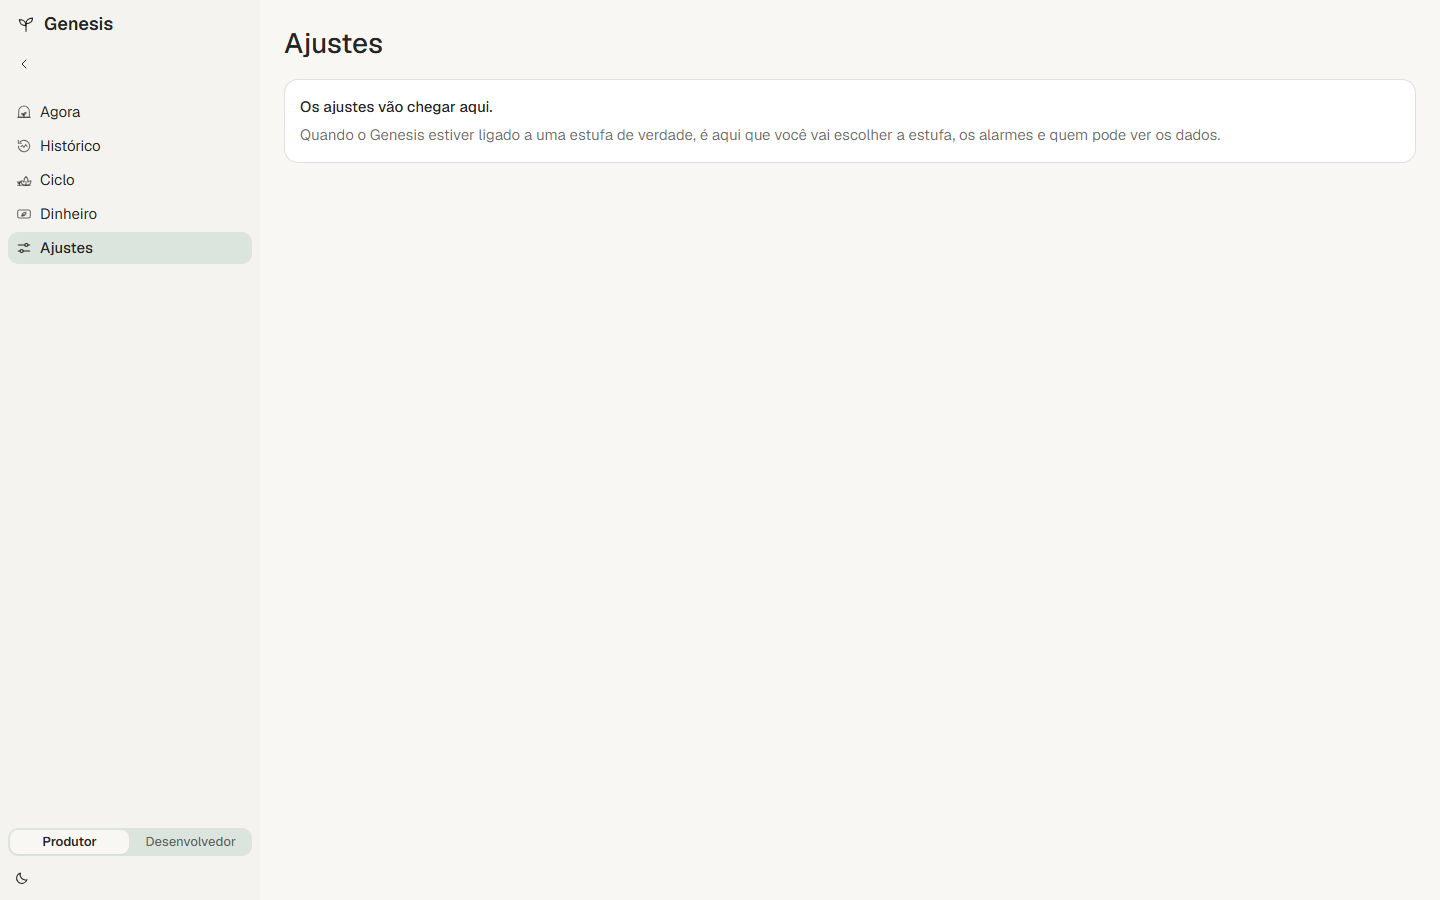 Genesis
Agora
Histórico
Ciclo
Dinheiro
Ajustes
Produtor
Desenvolvedor
Ajustes
Os ajustes vão chegar aqui.
Quando o Genesis estiver ligado a uma estufa de verdade, é aqui que você vai escolher a estufa, os alarmes e quem pode ver os dados.